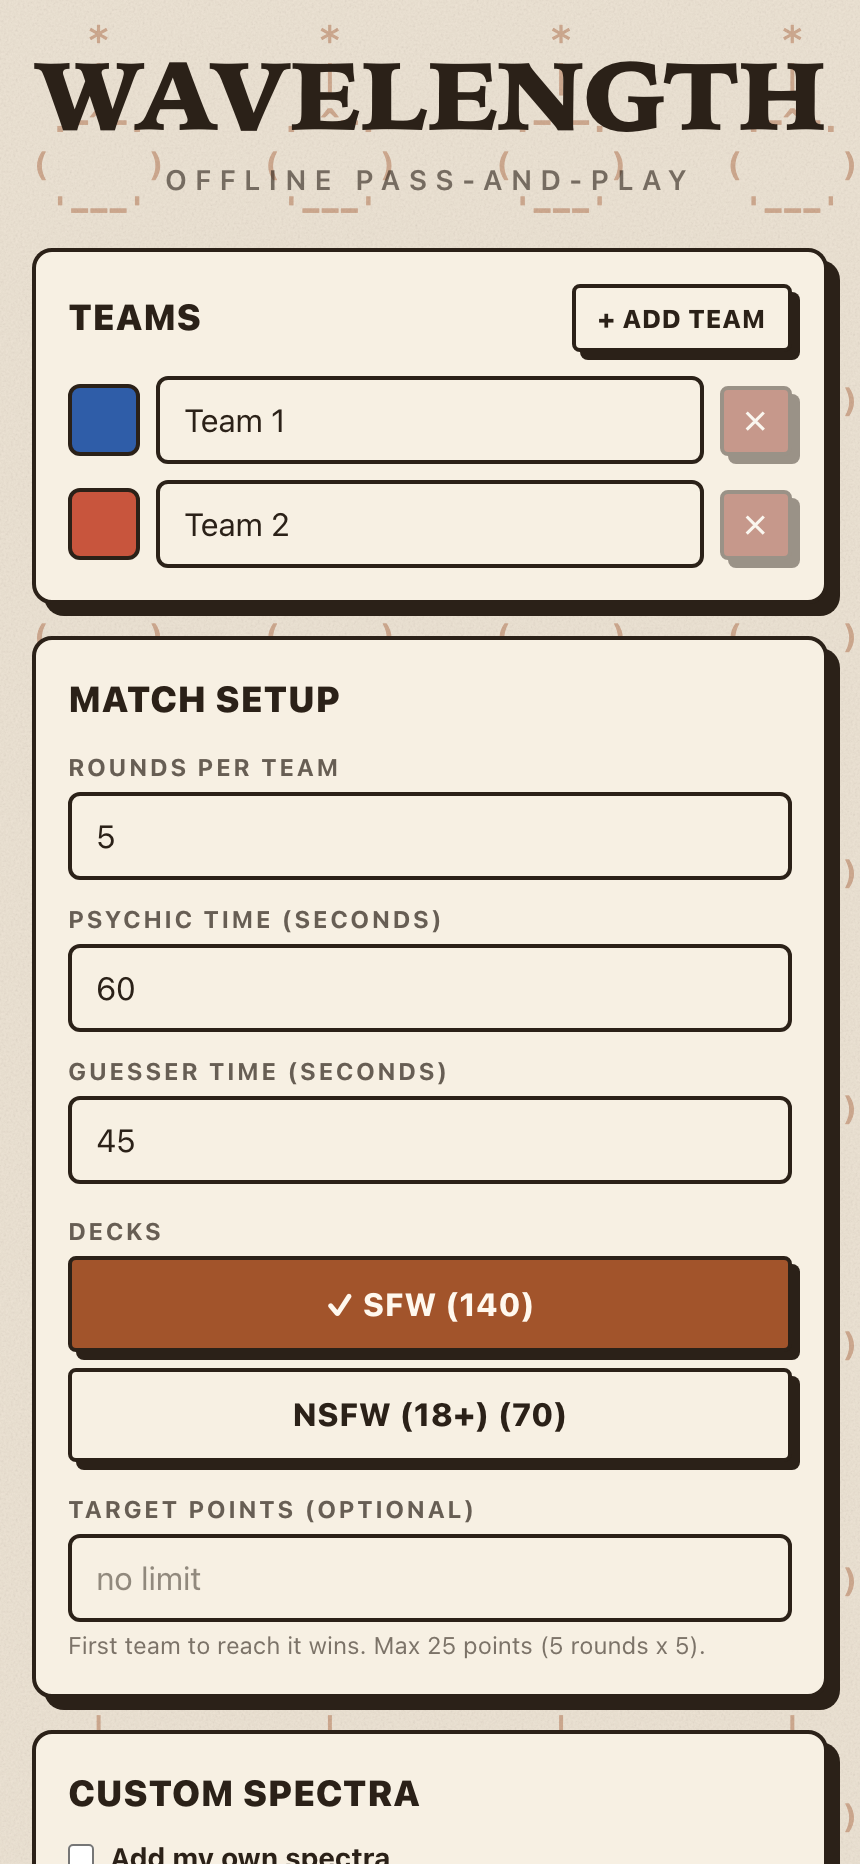 WAVELENGTH
OFFLINE PASS-AND-PLAY
TEAMS
+ ADD TEAM
Team 1
×
Team 2
×
MATCH SETUP
ROUNDS PER TEAM
5
PSYCHIC TIME (SECONDS)
60
GUESSER TIME (SECONDS)
45
DECKS
✓ SFW (140)
NSFW (18+) (70)
TARGET POINTS (OPTIONAL)
no limit
First team to reach it wins. Max 25 points (5 rounds x 5).
CUSTOM SPECTRA
Add my own spectra